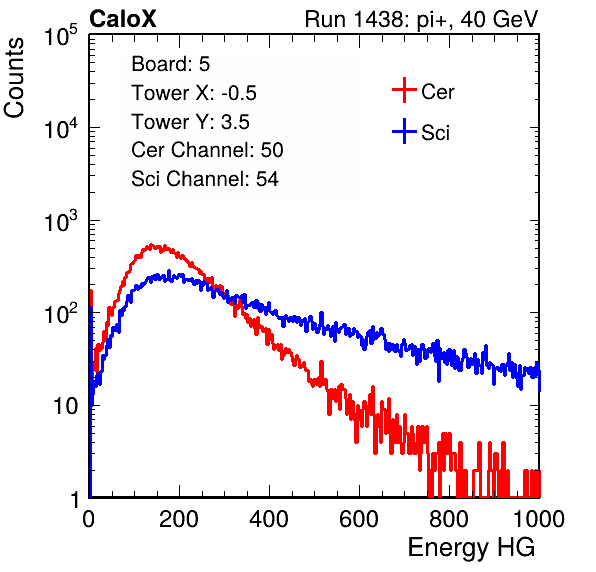 CaloX Run 1438: pi+, 40 GeV
Board: 5
Tower X: -0.5
Tower Y: 3.5
Cer Channel: 50
Sci Channel: 54
Cer
Sci
Counts
10^5
10^4
10^3
10^2
10
1
0 200 400 600 800 1000
Energy HG